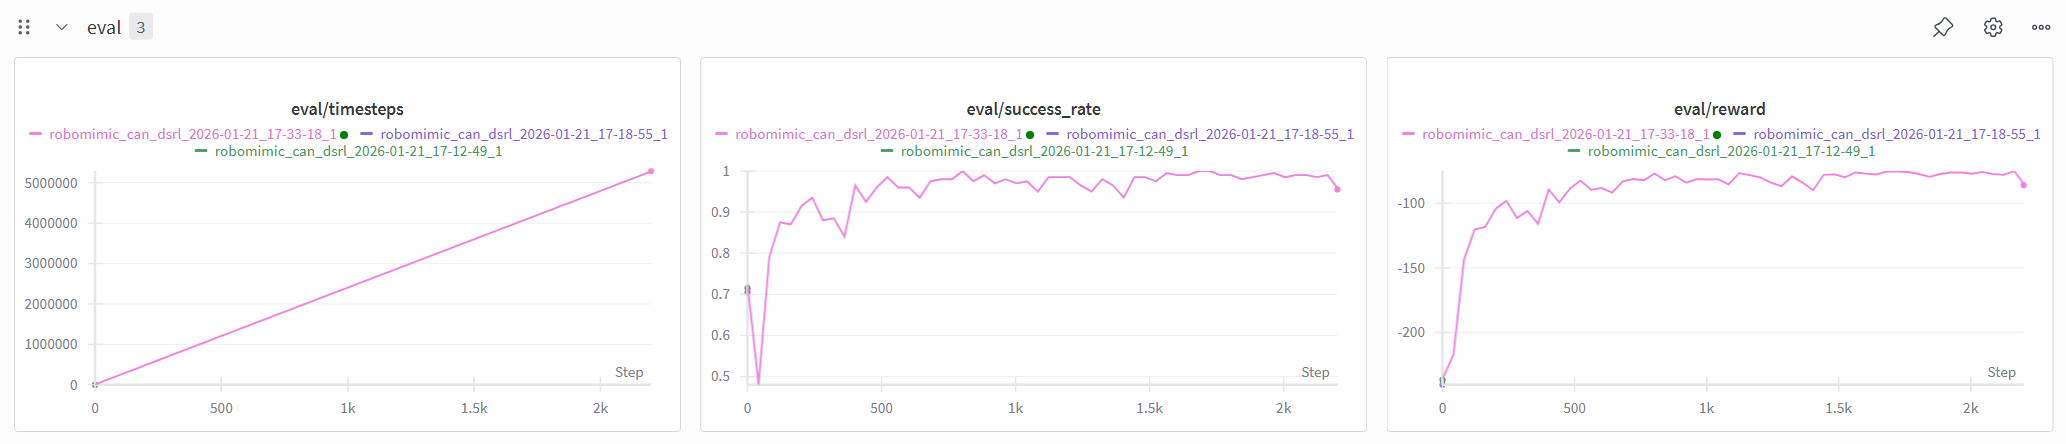 eval 3
eval/timesteps
robomimic_can_dsrl_2026-01-21_17-33-18_1 robomimic_can_dsrl_2026-01-21_17-18-55_1
robomimic_can_dsrl_2026-01-21_17-12-49_1
5000000
4000000
3000000
2000000
1000000
0
Step
0 500 1k 1.5k 2k
eval/success_rate
robomimic_can_dsrl_2026-01-21_17-33-18_1 robomimic_can_dsrl_2026-01-21_17-18-55_1
robomimic_can_dsrl_2026-01-21_17-12-49_1
1
0.9
0.8
0.7
0.6
0.5
Step
0 500 1k 1.5k 2k
eval/reward
robomimic_can_dsrl_2026-01-21_17-33-18_1 robomimic_can_dsrl_2026-01-21_17-18-55_1
robomimic_can_dsrl_2026-01-21_17-12-49_1
-100
-150
-200
Step
0 500 1k 1.5k 2k